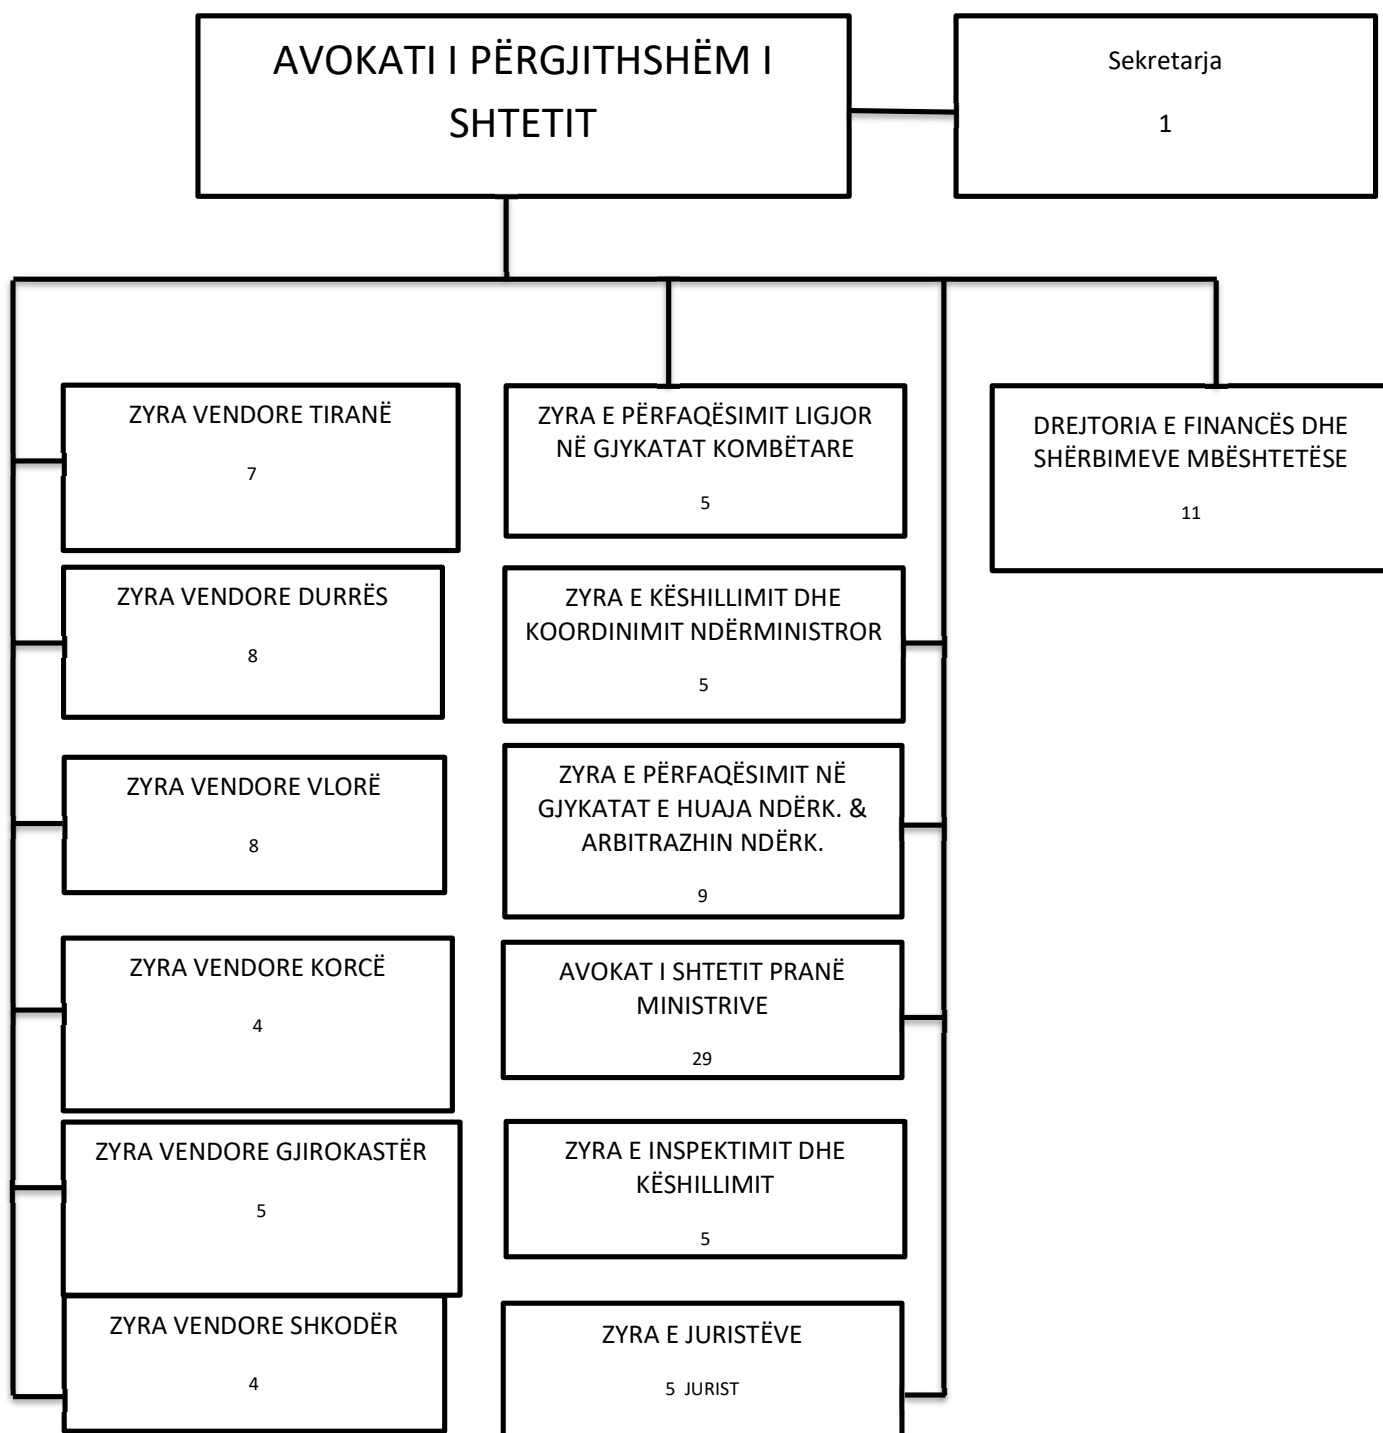 AVOKATI I PËRGJITHSHËM I
SHTETIT
Sekretarja
1
ZYRA VENDORE TIRANË
7
ZYRA VENDORE DURRËS
8
ZYRA VENDORE VLORË
8
ZYRA VENDORE KORCË
4
ZYRA VENDORE GJIROKASTËR
5
ZYRA VENDORE SHKODËR
4
ZYRA E PËRFAQËSIMIT LIGJOR
NË GJYKATAT KOMBËTARE
5
ZYRA E KËSHILLIMIT DHE
KOORDINIMIT NDËRMINISTROR
5
ZYRA E PËRFAQËSIMIT NË
GJYKATAT E HUAJA NDËRK. &
ARBITRAZHIN NDËRK.
9
AVOKAT I SHTETIT PRANË
MINISTRIVE
29
ZYRA E INSPEKTIMIT DHE
KËSHILLIMIT
5
ZYRA E JURISTËVE
5 JURIST
DREJTORIA E FINANCËS DHE
SHËRBIMEVE MBËSHTETËSE
11